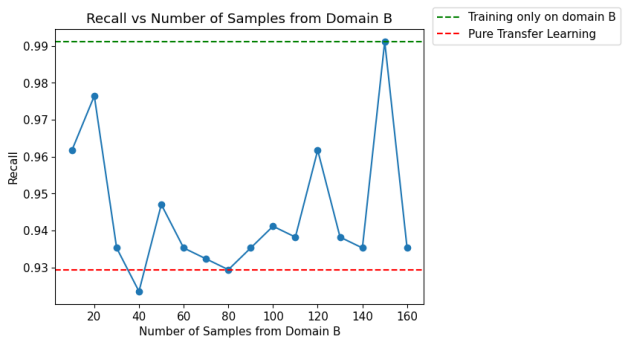 Recall vs Number of Samples from Domain B
Training only on domain B
Pure Transfer Learning
0.99
0.98
0.97
0.96
0.95
0.94
0.93
Recall
20 40 60 80 100 120 140 160
Number of Samples from Domain B